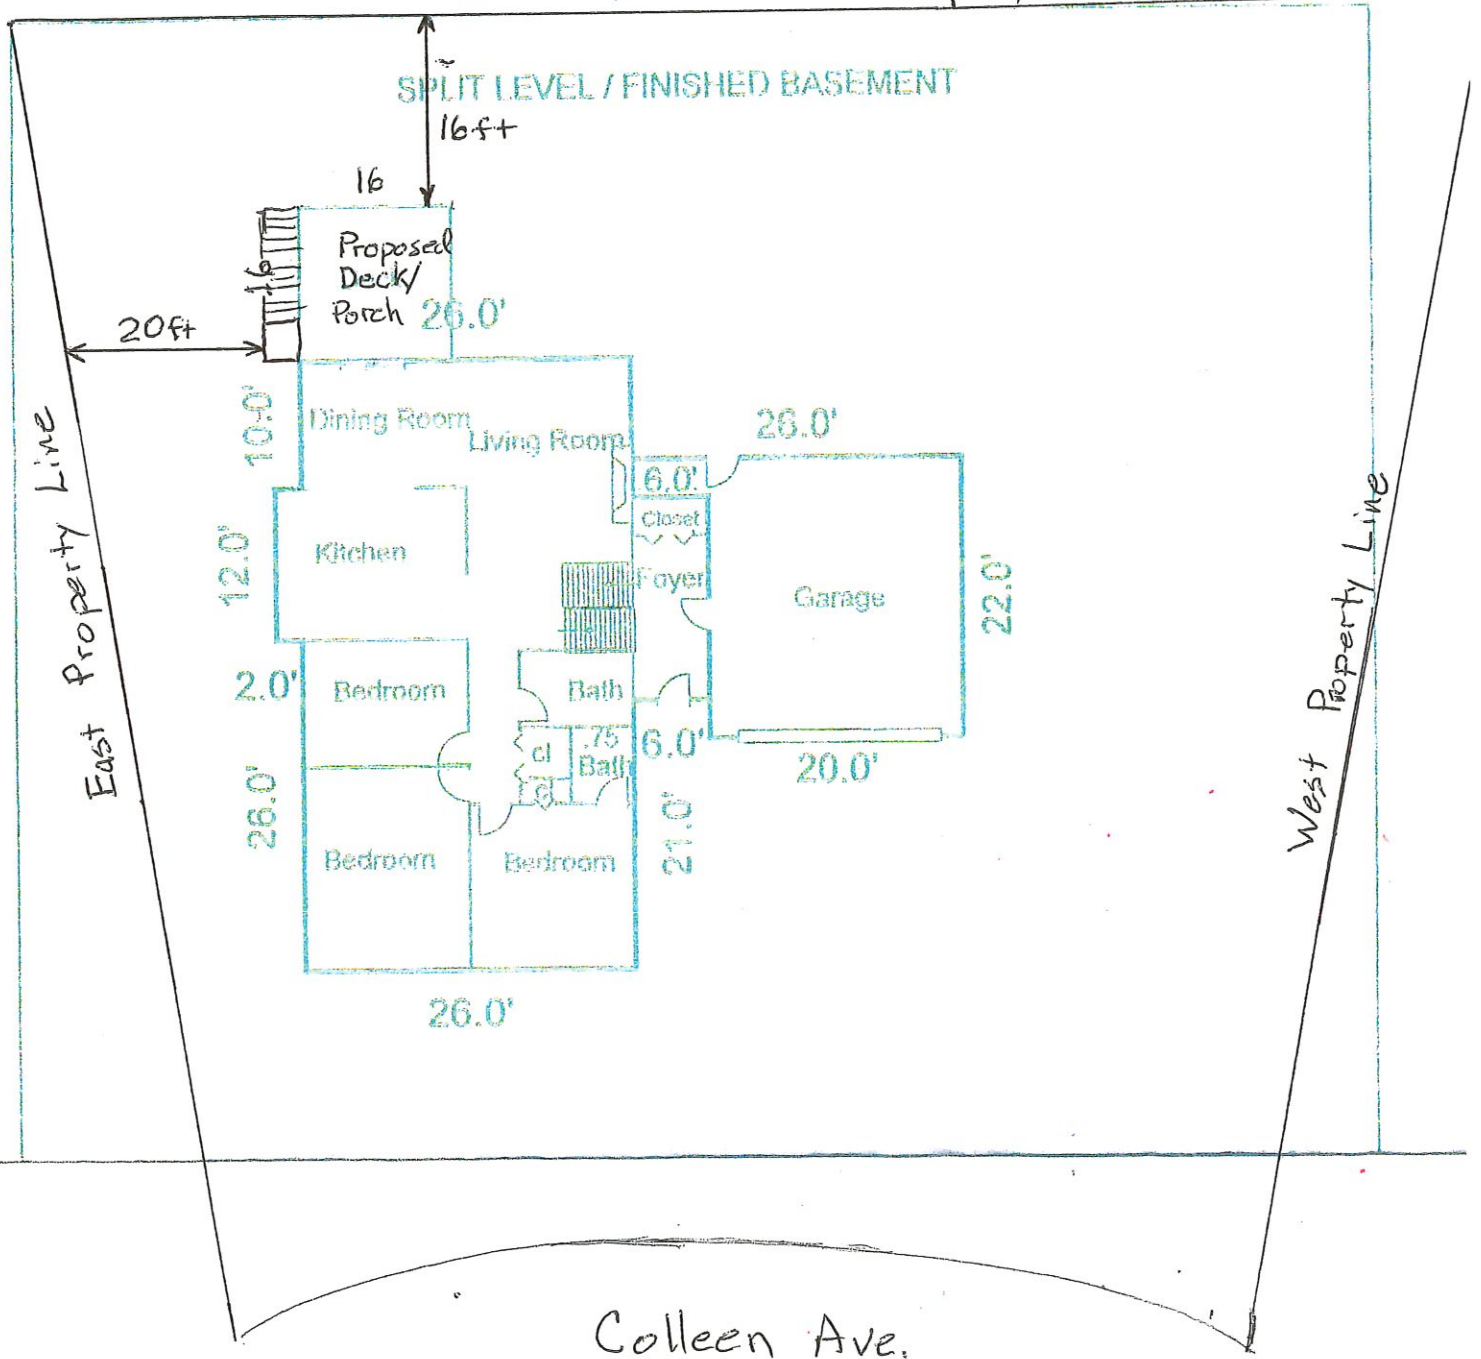 SPLIT LEVEL / FINISHED BASEMENT
16ft
16
Proposed
Deck/
Porch
16
26.0'
20ft
East Property Line
10.0'
Dining Room
Living Room
26.0'
6.0'
Closet
Foyer
Garage
22.0'
West Property Line
12.0'
Kitchen
2.0'
Bedroom
Bath
.75
Bath
cl
cl
6.0'
20.0'
26.0'
21.0'
Bedroom
Bedroom
26.0'
Colleen Ave.